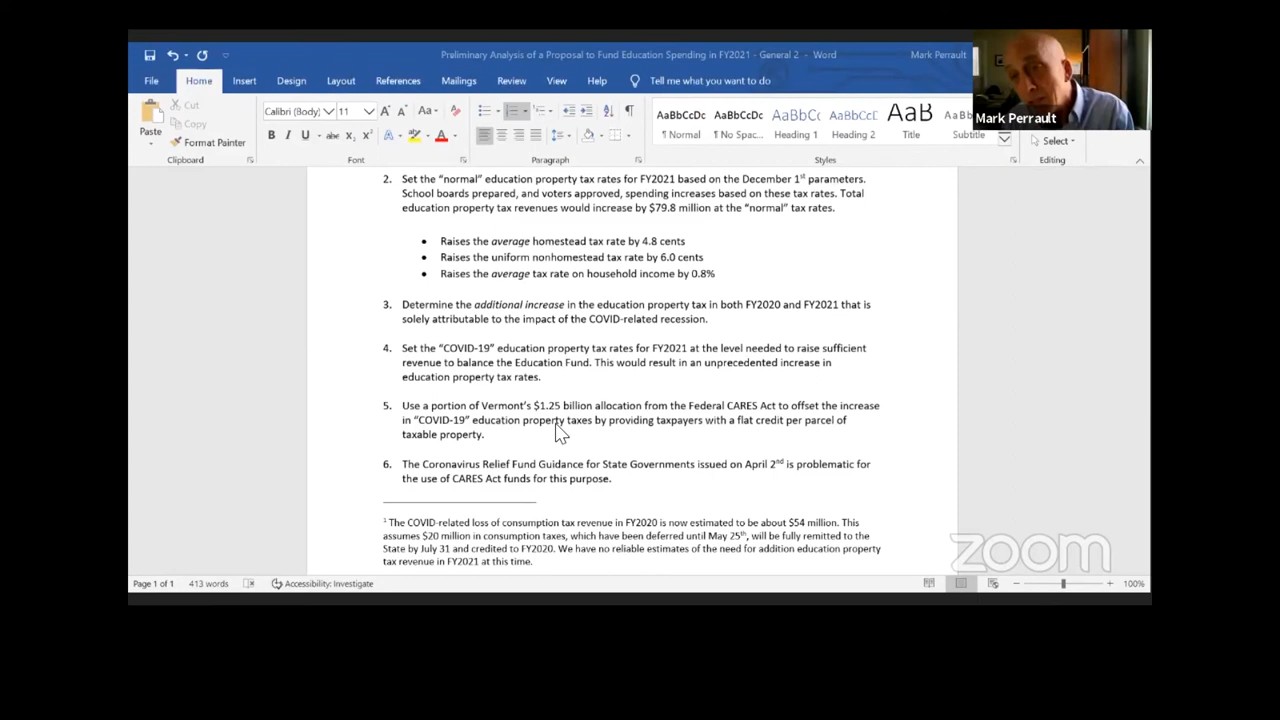 Preliminary Analysis of a Proposal to Fund Education Spending in FY2021 - General 2 - Word
Mark Perrault
File Home Insert Design Layout References Mailings Review View Help Tell me what you want to do
Paste
Cut
Copy
Format Painter
Clipboard
Calibri (Body) 11
Font
Paragraph
AaBbCcDc AaBbCcDc AaBbCc AaBbCcD AaB AaBb
¶ Normal ¶ No Spac... Heading 1 Heading 2 Title Subtitle
Styles
Select
Editing
Mark Perrault
2. Set the “normal” education property tax rates for FY2021 based on the December 1st parameters.
School boards prepared, and voters approved, spending increases based on these tax rates. Total
education property tax revenues would increase by $79.8 million at the “normal” tax rates.
• Raises the average homestead tax rate by 4.8 cents
• Raises the uniform nonhomestead tax rate by 6.0 cents
• Raises the average tax rate on household income by 0.8%
3. Determine the additional increase in the education property tax in both FY2020 and FY2021 that is
solely attributable to the impact of the COVID-related recession.
4. Set the “COVID-19” education property tax rates for FY2021 at the level needed to raise sufficient
revenue to balance the Education Fund. This would result in an unprecedented increase in
education property tax rates.
5. Use a portion of Vermont’s $1.25 billion allocation from the Federal CARES Act to offset the increase
in “COVID-19” education property taxes by providing taxpayers with a flat credit per parcel of
taxable property.
6. The Coronavirus Relief Fund Guidance for State Governments issued on April 2nd is problematic for
the use of CARES Act funds for this purpose.
1 The COVID-related loss of consumption tax revenue in FY2020 is now estimated to be about $54 million. This
assumes $20 million in consumption taxes, which have been deferred until May 25th, will be fully remitted to the
State by July 31 and credited to FY2020. We have no reliable estimates of the need for addition education property
tax revenue in FY2021 at this time.
zoom
Page 1 of 1 413 words Accessibility: Investigate 100%